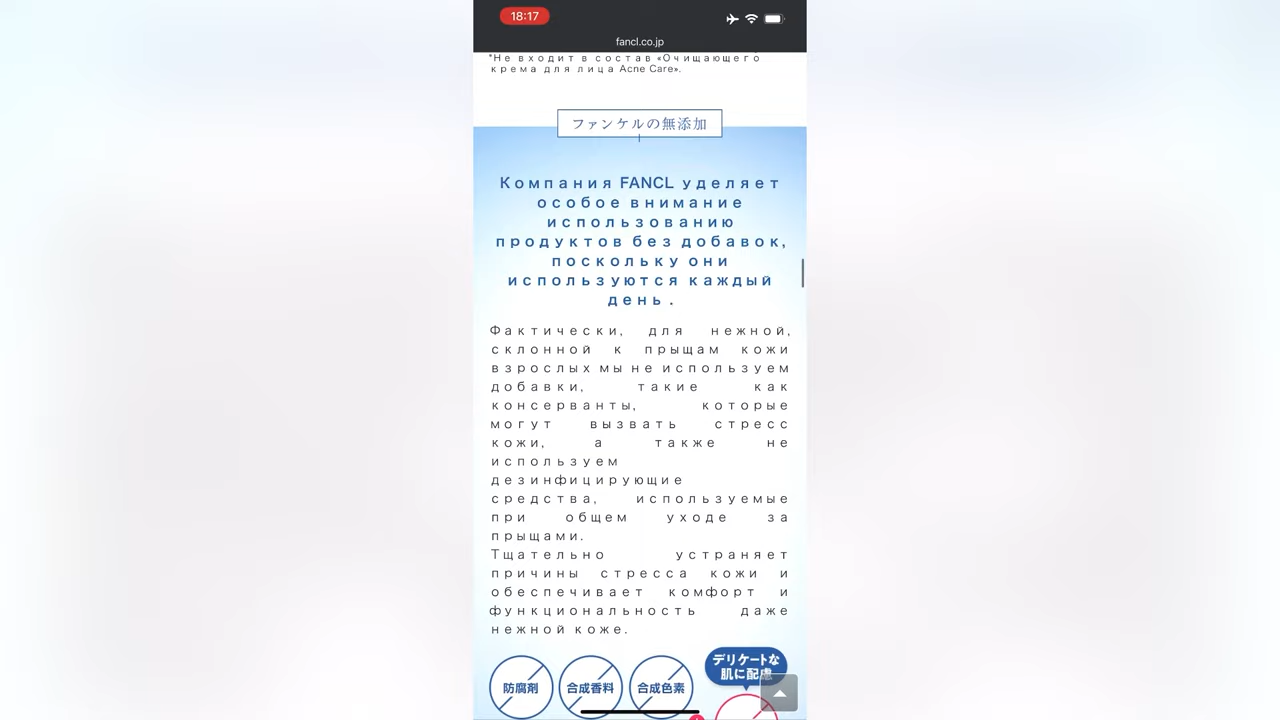 18:17
fancl.co.jp
*Не входит в состав «Очищающего
крема для лица Acne Care».
ファンケルの無添加
Компания FANCL уделяет
особое внимание
использованию
продуктов без добавок,
поскольку они
используются каждый
день .
Фактически, для нежной,
склонной к прыщам кожи
взрослых мы не используем
добавки, такие как
консерванты, которые
могут вызвать стресс
кожи, а также не
используем
дезинфицирующие
средства, используемые
при общем уходе за
прыщами.
Тщательно устраняет
причины стресса кожи и
обеспечивает комфорт и
функциональность даже
нежной коже.
デリケートな
肌に配慮
防腐剤
合成香料
合成色素